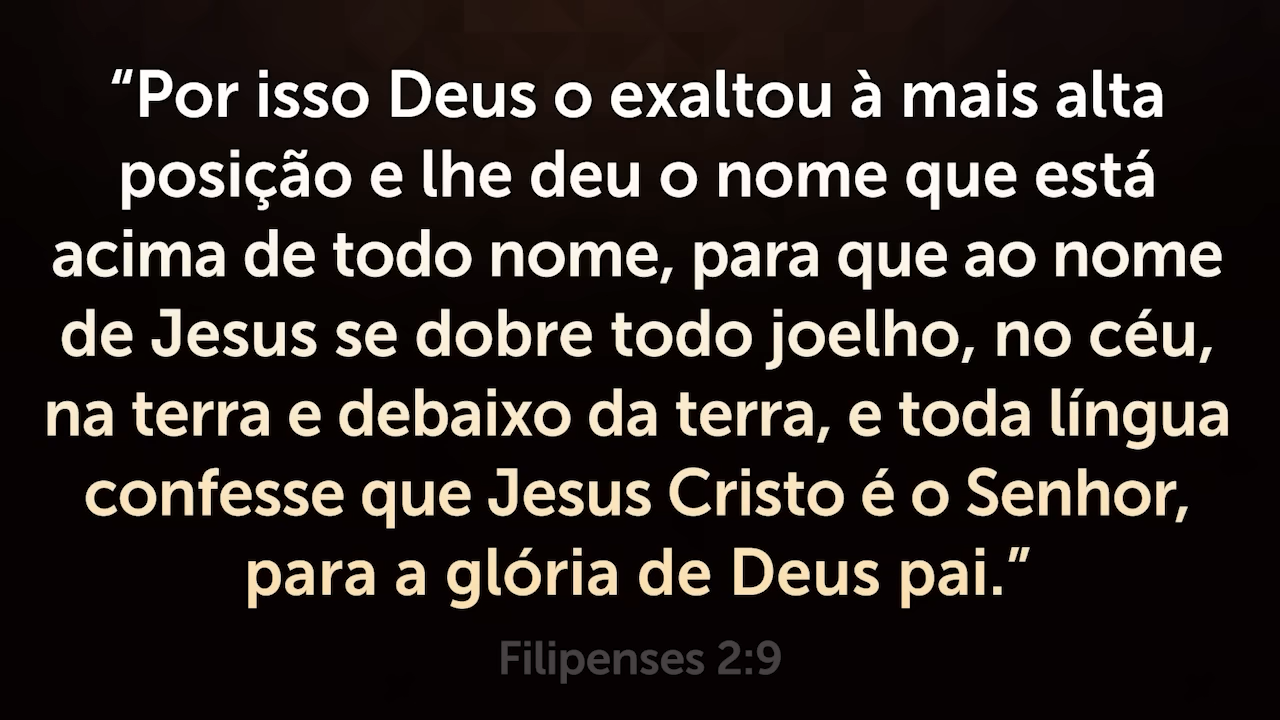 “Por isso Deus o exaltou à mais alta
posição e lhe deu o nome que está
acima de todo nome, para que ao nome
de Jesus se dobre todo joelho, no céu,
na terra e debaixo da terra, e toda língua
confesse que Jesus Cristo é o Senhor,
para a glória de Deus pai.”
Filipenses 2:9